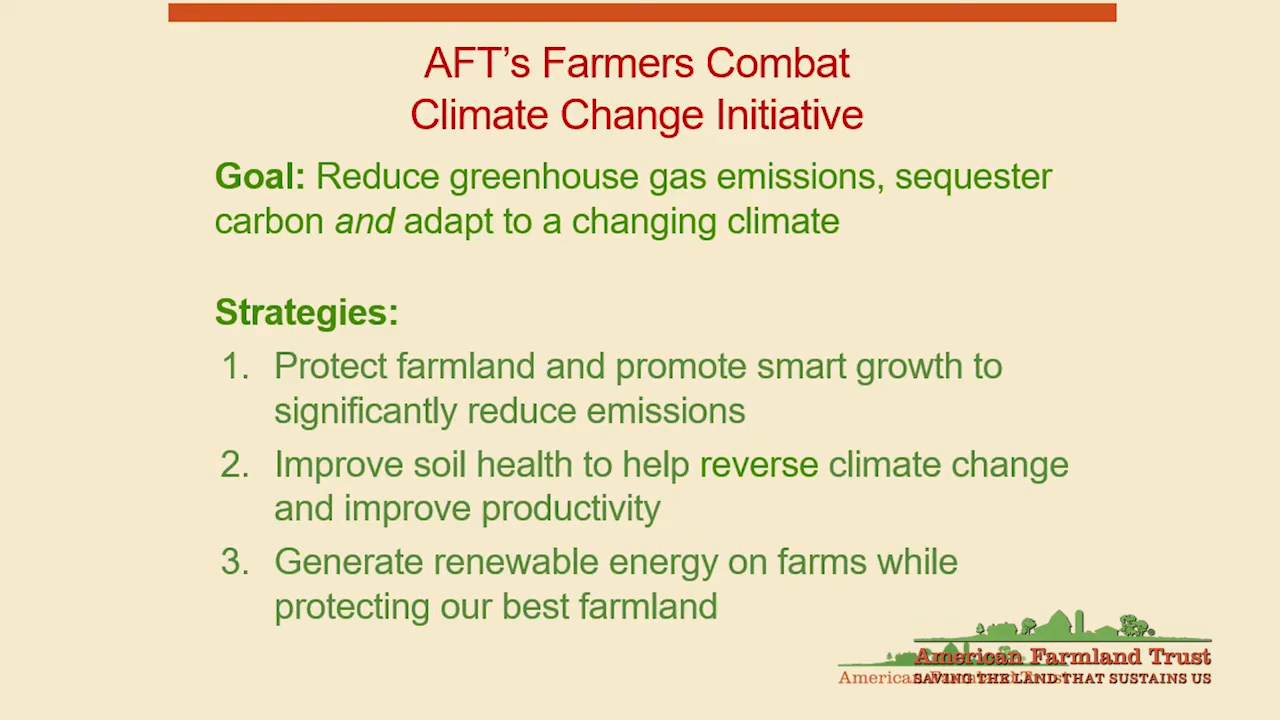 AFT’s Farmers Combat
Climate Change Initiative
Goal: Reduce greenhouse gas emissions, sequester
carbon and adapt to a changing climate
Strategies:
1. Protect farmland and promote smart growth to
significantly reduce emissions
2. Improve soil health to help reverse climate change
and improve productivity
3. Generate renewable energy on farms while
protecting our best farmland
American Farmland Trust
SAVING THE LAND THAT SUSTAINS US
American Farmland Trust